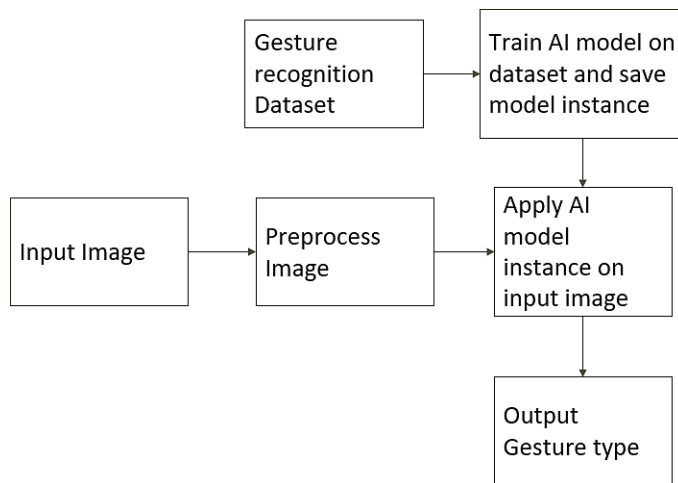 Gesture
recognition
Dataset
Train AI model on
dataset and save
model instance
Input Image
Preprocess
Image
Apply AI
model
instance on
input image
Output
Gesture type